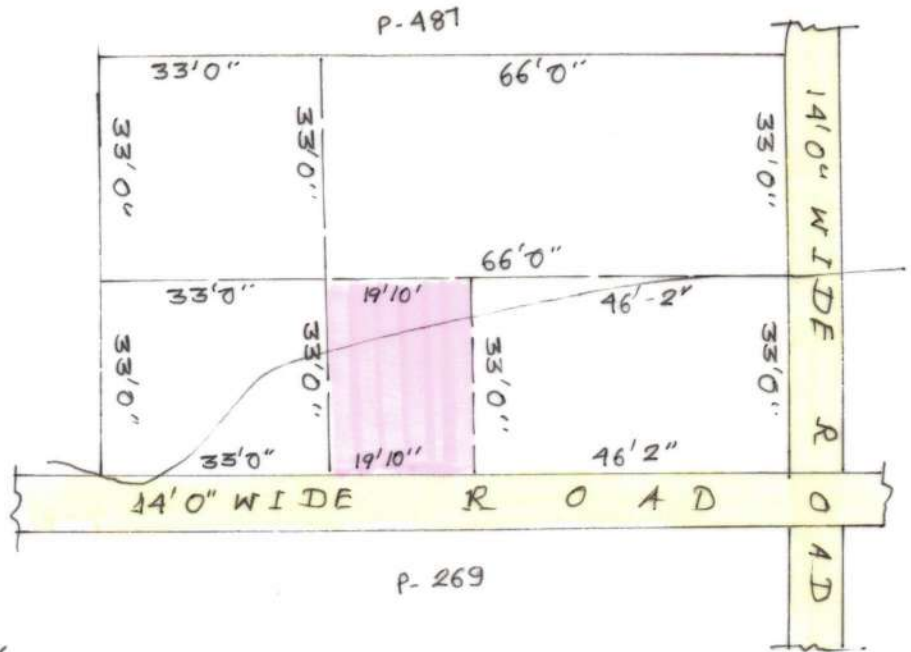 P-487
33'0" 66'0"
33'0" 33'0" 33'0"
66'0"
33'0" 19'10' 46'-2"
33'0" 33'0" 33'0" 33'0"
33'0" 19'10" 46'2"
14'0" WIDE ROAD
14'0" WIDE ROAD
P-269